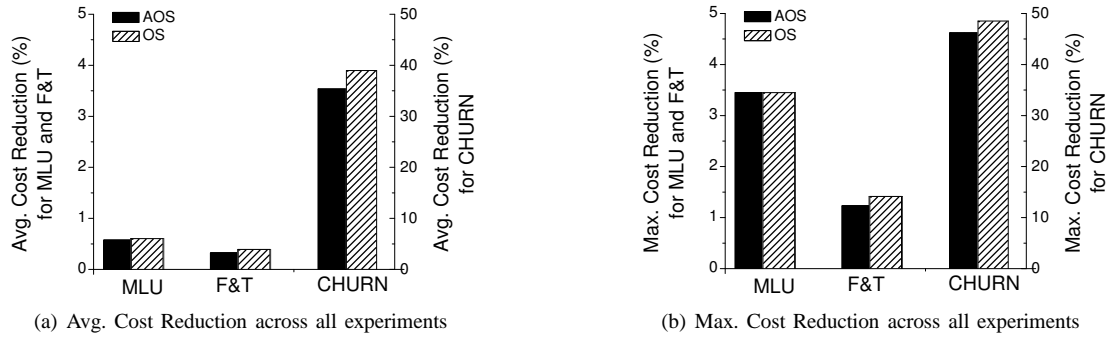 Avg. Cost Reduction (%)
for MLU and F&T
5
4
3
2
1
0
AOS
OS
MLU
F&T
CHURN
50
40
30
20
10
0
Avg. Cost Reduction (%)
for CHURN
(a) Avg. Cost Reduction across all experiments
Max. Cost Reduction (%)
for MLU and F&T
5
4
3
2
1
0
AOS
OS
MLU
F&T
CHURN
50
40
30
20
10
0
Max. Cost Reduction (%)
for CHURN
(b) Max. Cost Reduction across all experiments